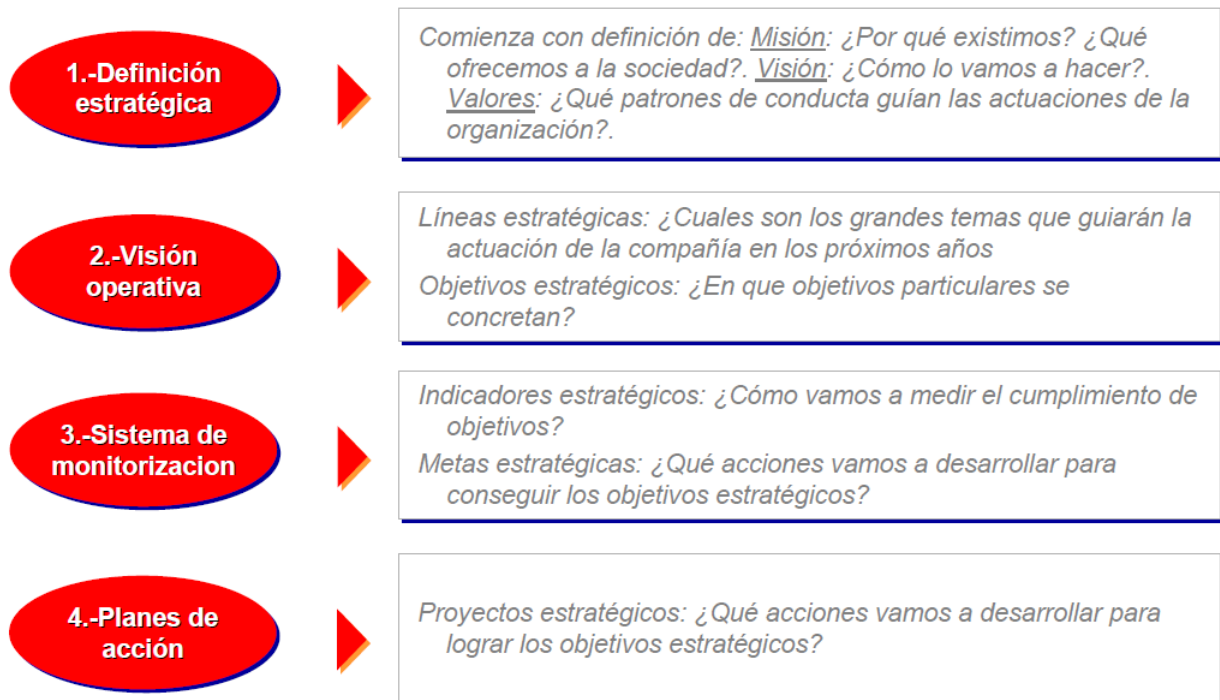 1.-Definición
estratégica
Comienza con definición de: Misión: ¿Por qué existimos? ¿Qué
ofrecemos a la sociedad?. Visión: ¿Cómo lo vamos a hacer?.
Valores: ¿Qué patrones de conducta guían las actuaciones de la
organización?.
2.-Visión
operativa
Líneas estratégicas: ¿Cuales son los grandes temas que guiarán la
actuación de la compañía en los próximos años
Objetivos estratégicos: ¿En que objetivos particulares se
concretan?
3.-Sistema de
monitorizacion
Indicadores estratégicos: ¿Cómo vamos a medir el cumplimiento de
objetivos?
Metas estratégicas: ¿Qué acciones vamos a desarrollar para
conseguir los objetivos estratégicos?
4.-Planes de
acción
Proyectos estratégicos: ¿Qué acciones vamos a desarrollar para
lograr los objetivos estratégicos?